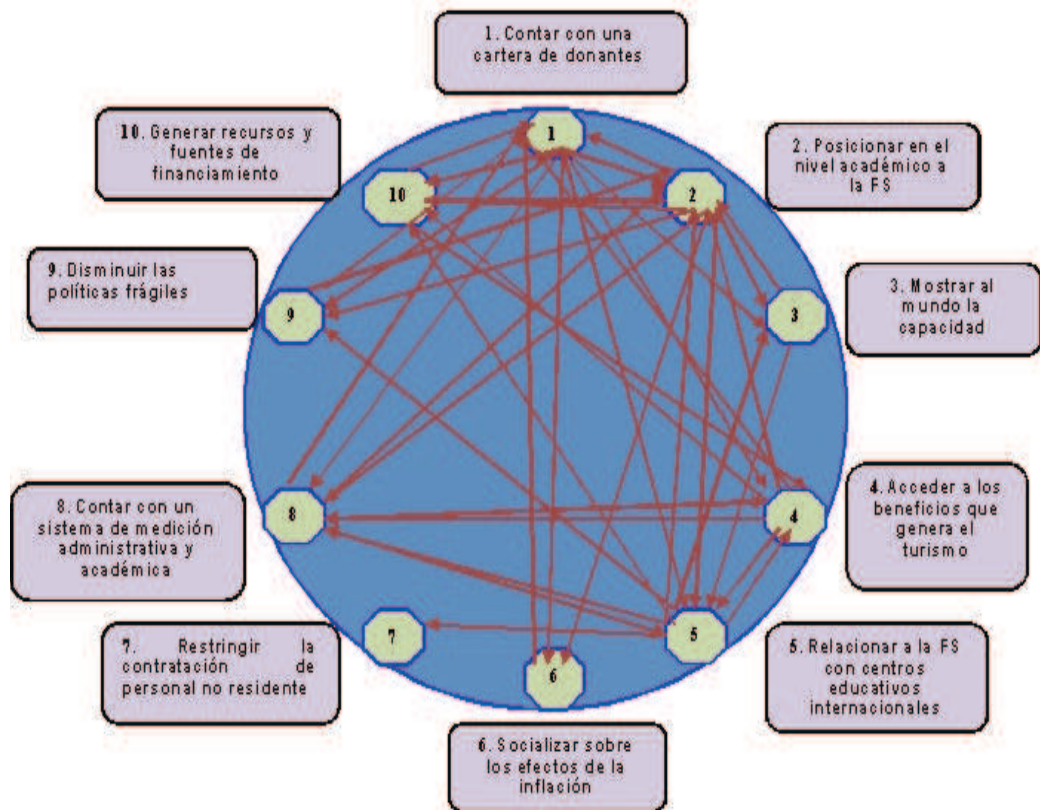 1. Contar con una
cartera de donantes
10. Generar recursos y
fuentes de
financiamiento
2. Posicionar en el
nivel académico a
la FS
9. Disminuir las
políticas frágiles
3. Mostrar al
mundo la
capacidad
8. Contar con un
sistema de medición
administrativa y
académica
4. Acceder a los
beneficios que
genera el
turismo
7. Restringir la
contratación de
personal no residente
5. Relacionar a la FS
con centros
educativos
internacionales
6. Socializar sobre
los efectos de la
inflación
1
10
2
9
3
8
4
7
5
6